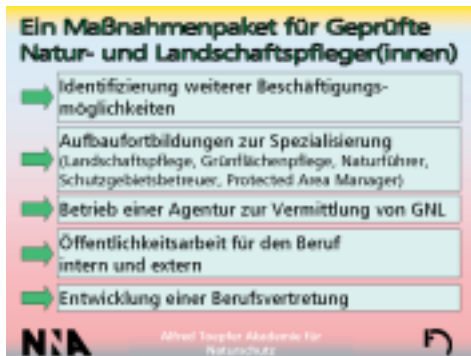 Ein Maßnahmenpaket für Geprüfte
Natur- und Landschaftspfleger(innen)
Identifizierung weiterer Beschäftigungs-
möglichkeiten
Aufbaufortbildungen zur Spezialisierung
(Landschaftspflege, Grünflächenpflege, Naturführer,
Schutzgebietsbetreuer, Protected Area Manager)
Betrieb einer Agentur zur Vermittlung von GNL
Öffentlichkeitsarbeit für den Beruf
intern und extern
Entwicklung einer Berufsvertretung
NNA
Alfred Toepfer Akademie für
Naturschutz